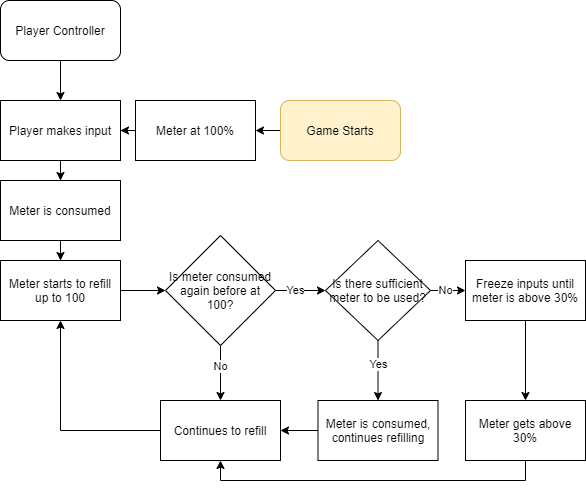 Player Controller
Player makes input
Meter at 100%
Game Starts
Meter is consumed
Meter starts to refill
up to 100
Is meter consumed
again before at
100?
Yes
Is there sufficient
meter to be used?
No
Freeze inputs until
meter is above 30%
No
Yes
Continues to refill
Meter is consumed,
continues refilling
Meter gets above
30%